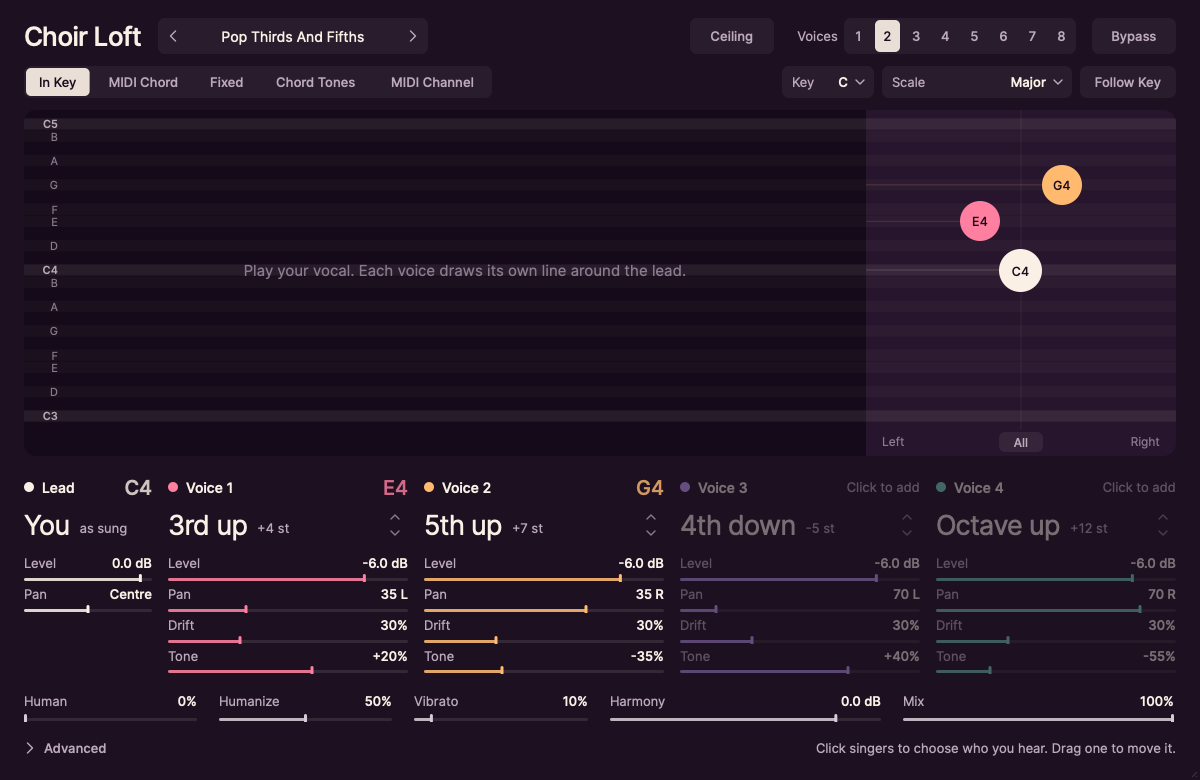 Choir Loft
Pop Thirds And Fifths
Ceiling
Voices 1 2 3 4 5 6 7 8
Bypass
In Key MIDI Chord Fixed Chord Tones MIDI Channel
Key C
Scale Major
Follow Key
C5
B
A
G
F
E
D
C4
B
A
G
F
E
D
C3
Play your vocal. Each voice draws its own line around the lead.
G4
E4
C4
Left All Right
Lead C4
You as sung
Level 0.0 dB
Pan Centre
Voice 1 E4
3rd up +4 st
Level -6.0 dB
Pan 35 L
Drift 30%
Tone +20%
Voice 2 G4
5th up +7 st
Level -6.0 dB
Pan 35 R
Drift 30%
Tone -35%
Voice 3 Click to add
4th down -5 st
Level -6.0 dB
Pan 70 L
Drift 30%
Tone +40%
Voice 4 Click to add
Octave up +12 st
Level -6.0 dB
Pan 70 R
Drift 30%
Tone -55%
Human 0%
Humanize 50%
Vibrato 10%
Harmony 0.0 dB
Mix 100%
Advanced
Click singers to choose who you hear. Drag one to move it.